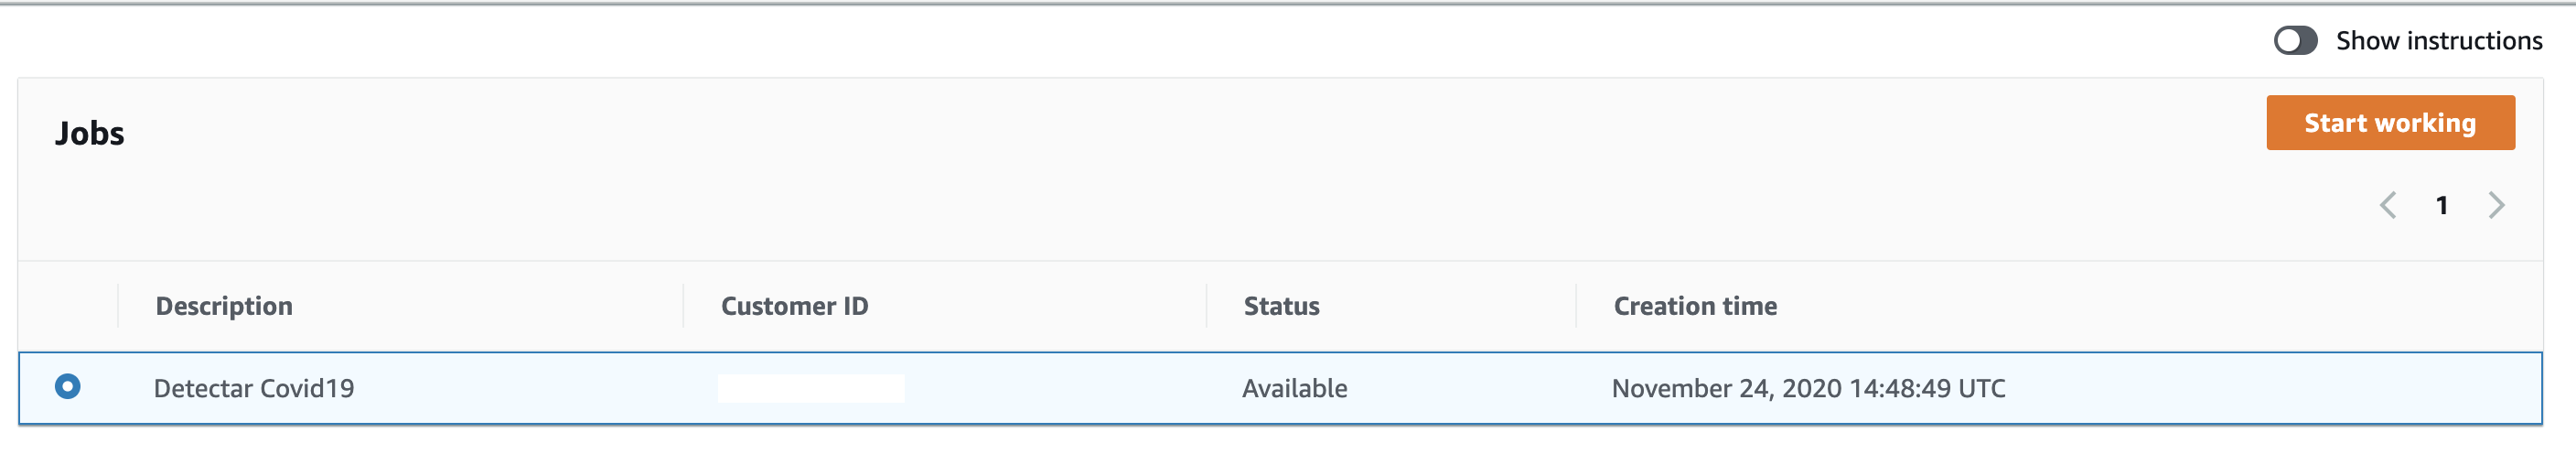 Show instructions
Jobs
Start working
1
Description Customer ID Status Creation time
Detectar Covid19 Available November 24, 2020 14:48:49 UTC